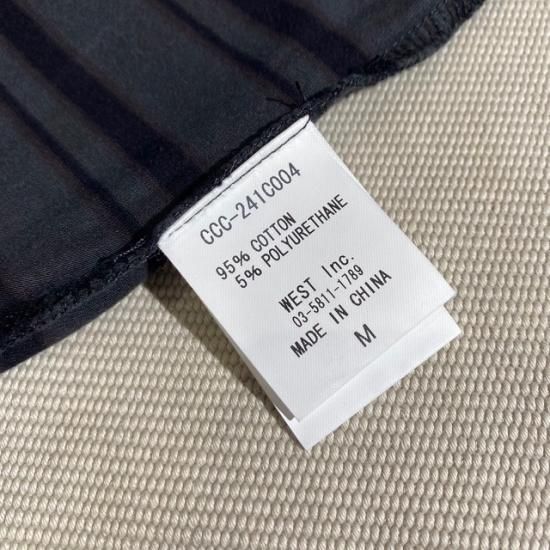 CCC-241C004
95% COTTON
5% POLYURETHANE
WEST Inc.
03-5811-1789
MADE IN CHINA
M